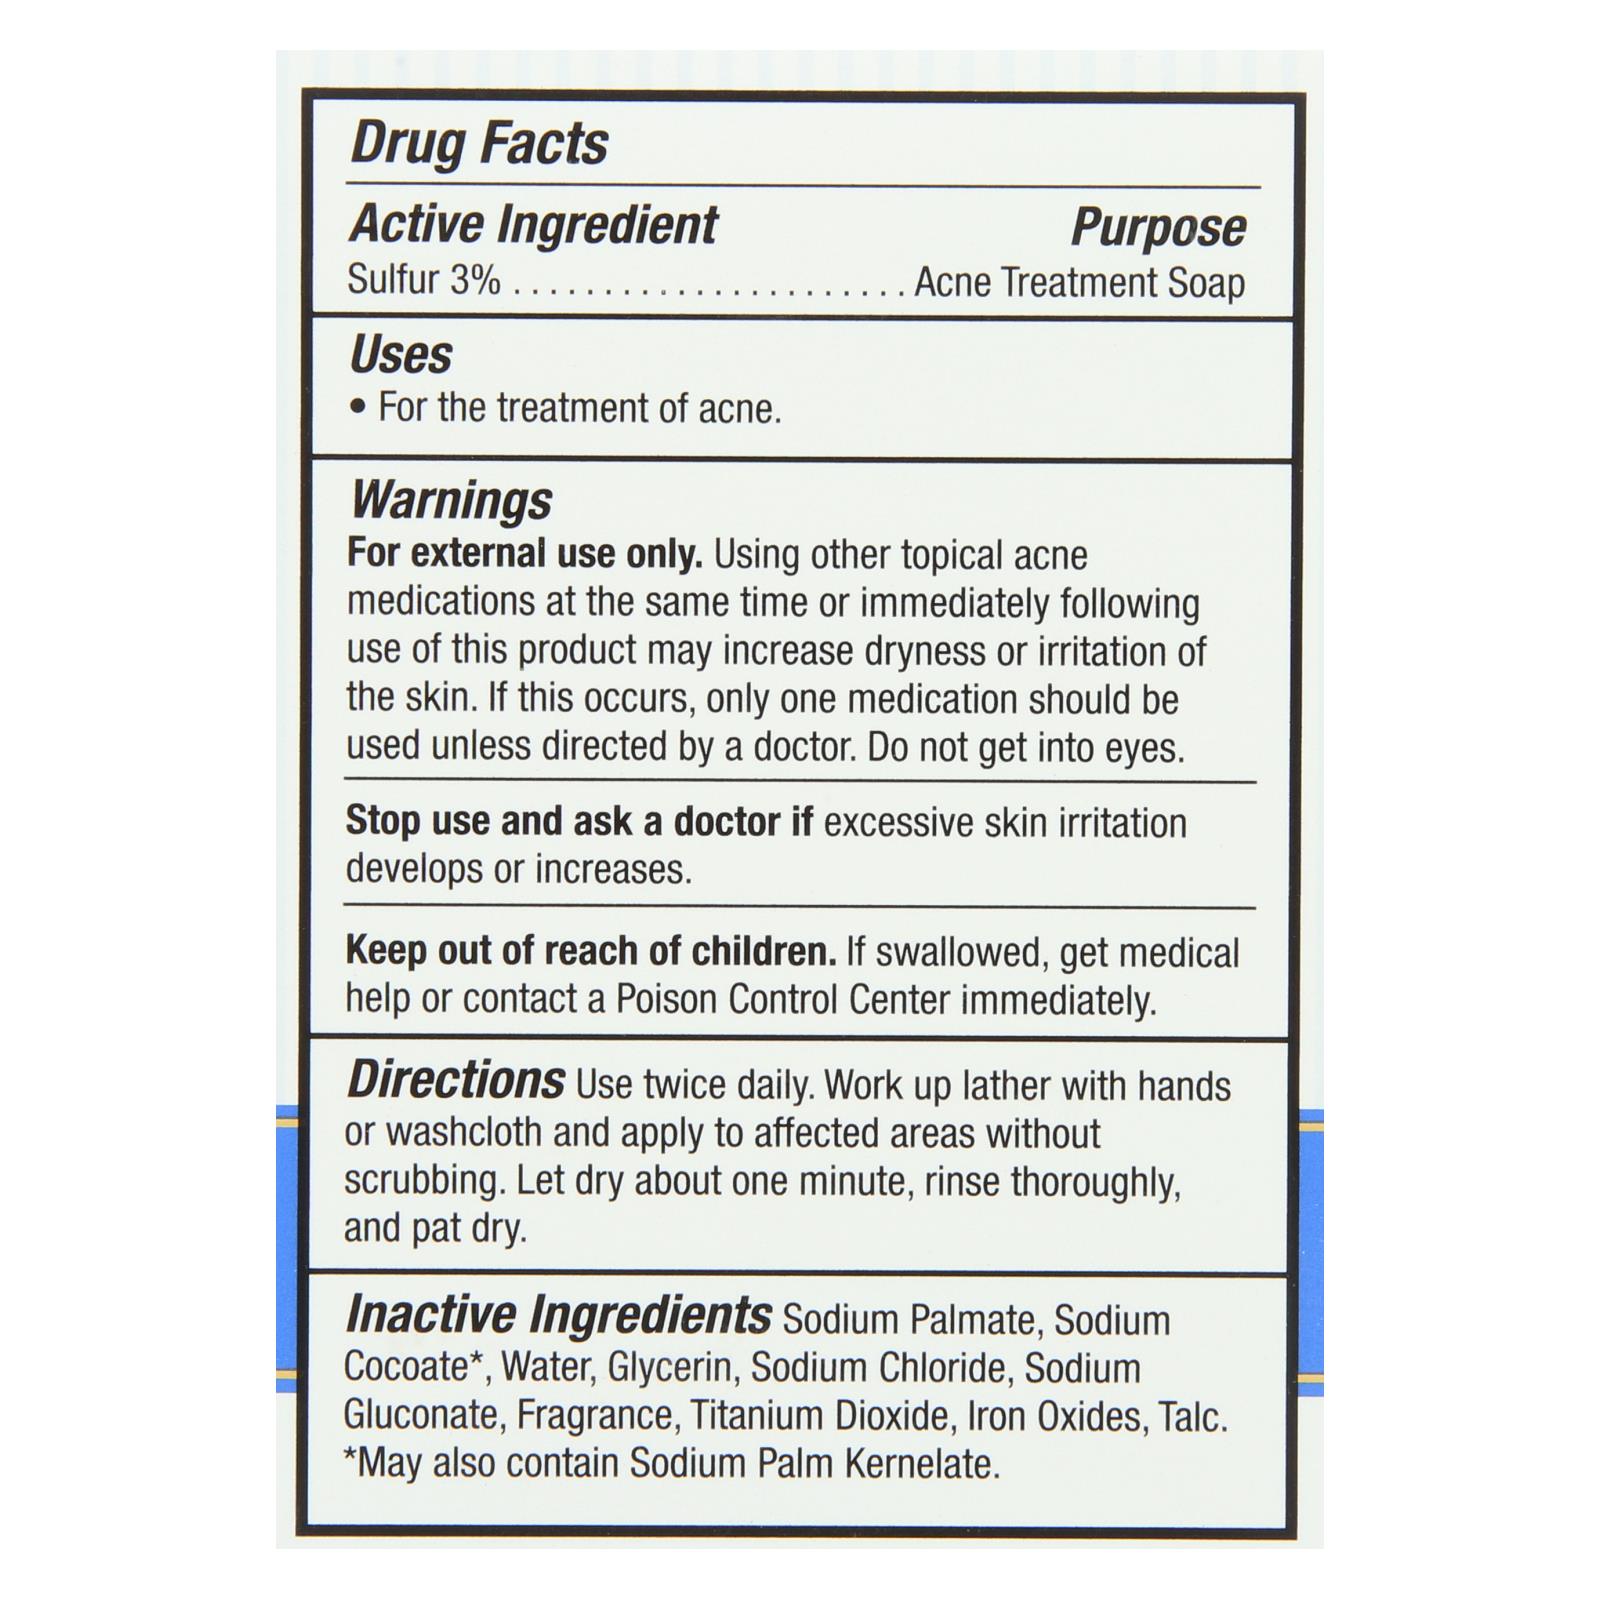 Drug Facts
Active Ingredient Purpose
Sulfur 3% ...................... Acne Treatment Soap
Uses
• For the treatment of acne.
Warnings
For external use only. Using other topical acne
medications at the same time or immediately following
use of this product may increase dryness or irritation of
the skin. If this occurs, only one medication should be
used unless directed by a doctor. Do not get into eyes.
Stop use and ask a doctor if excessive skin irritation
develops or increases.
Keep out of reach of children. If swallowed, get medical
help or contact a Poison Control Center immediately.
Directions Use twice daily. Work up lather with hands
or washcloth and apply to affected areas without
scrubbing. Let dry about one minute, rinse thoroughly,
and pat dry.
Inactive Ingredients Sodium Palmate, Sodium
Cocoate*, Water, Glycerin, Sodium Chloride, Sodium
Gluconate, Fragrance, Titanium Dioxide, Iron Oxides, Talc.
*May also contain Sodium Palm Kernelate.